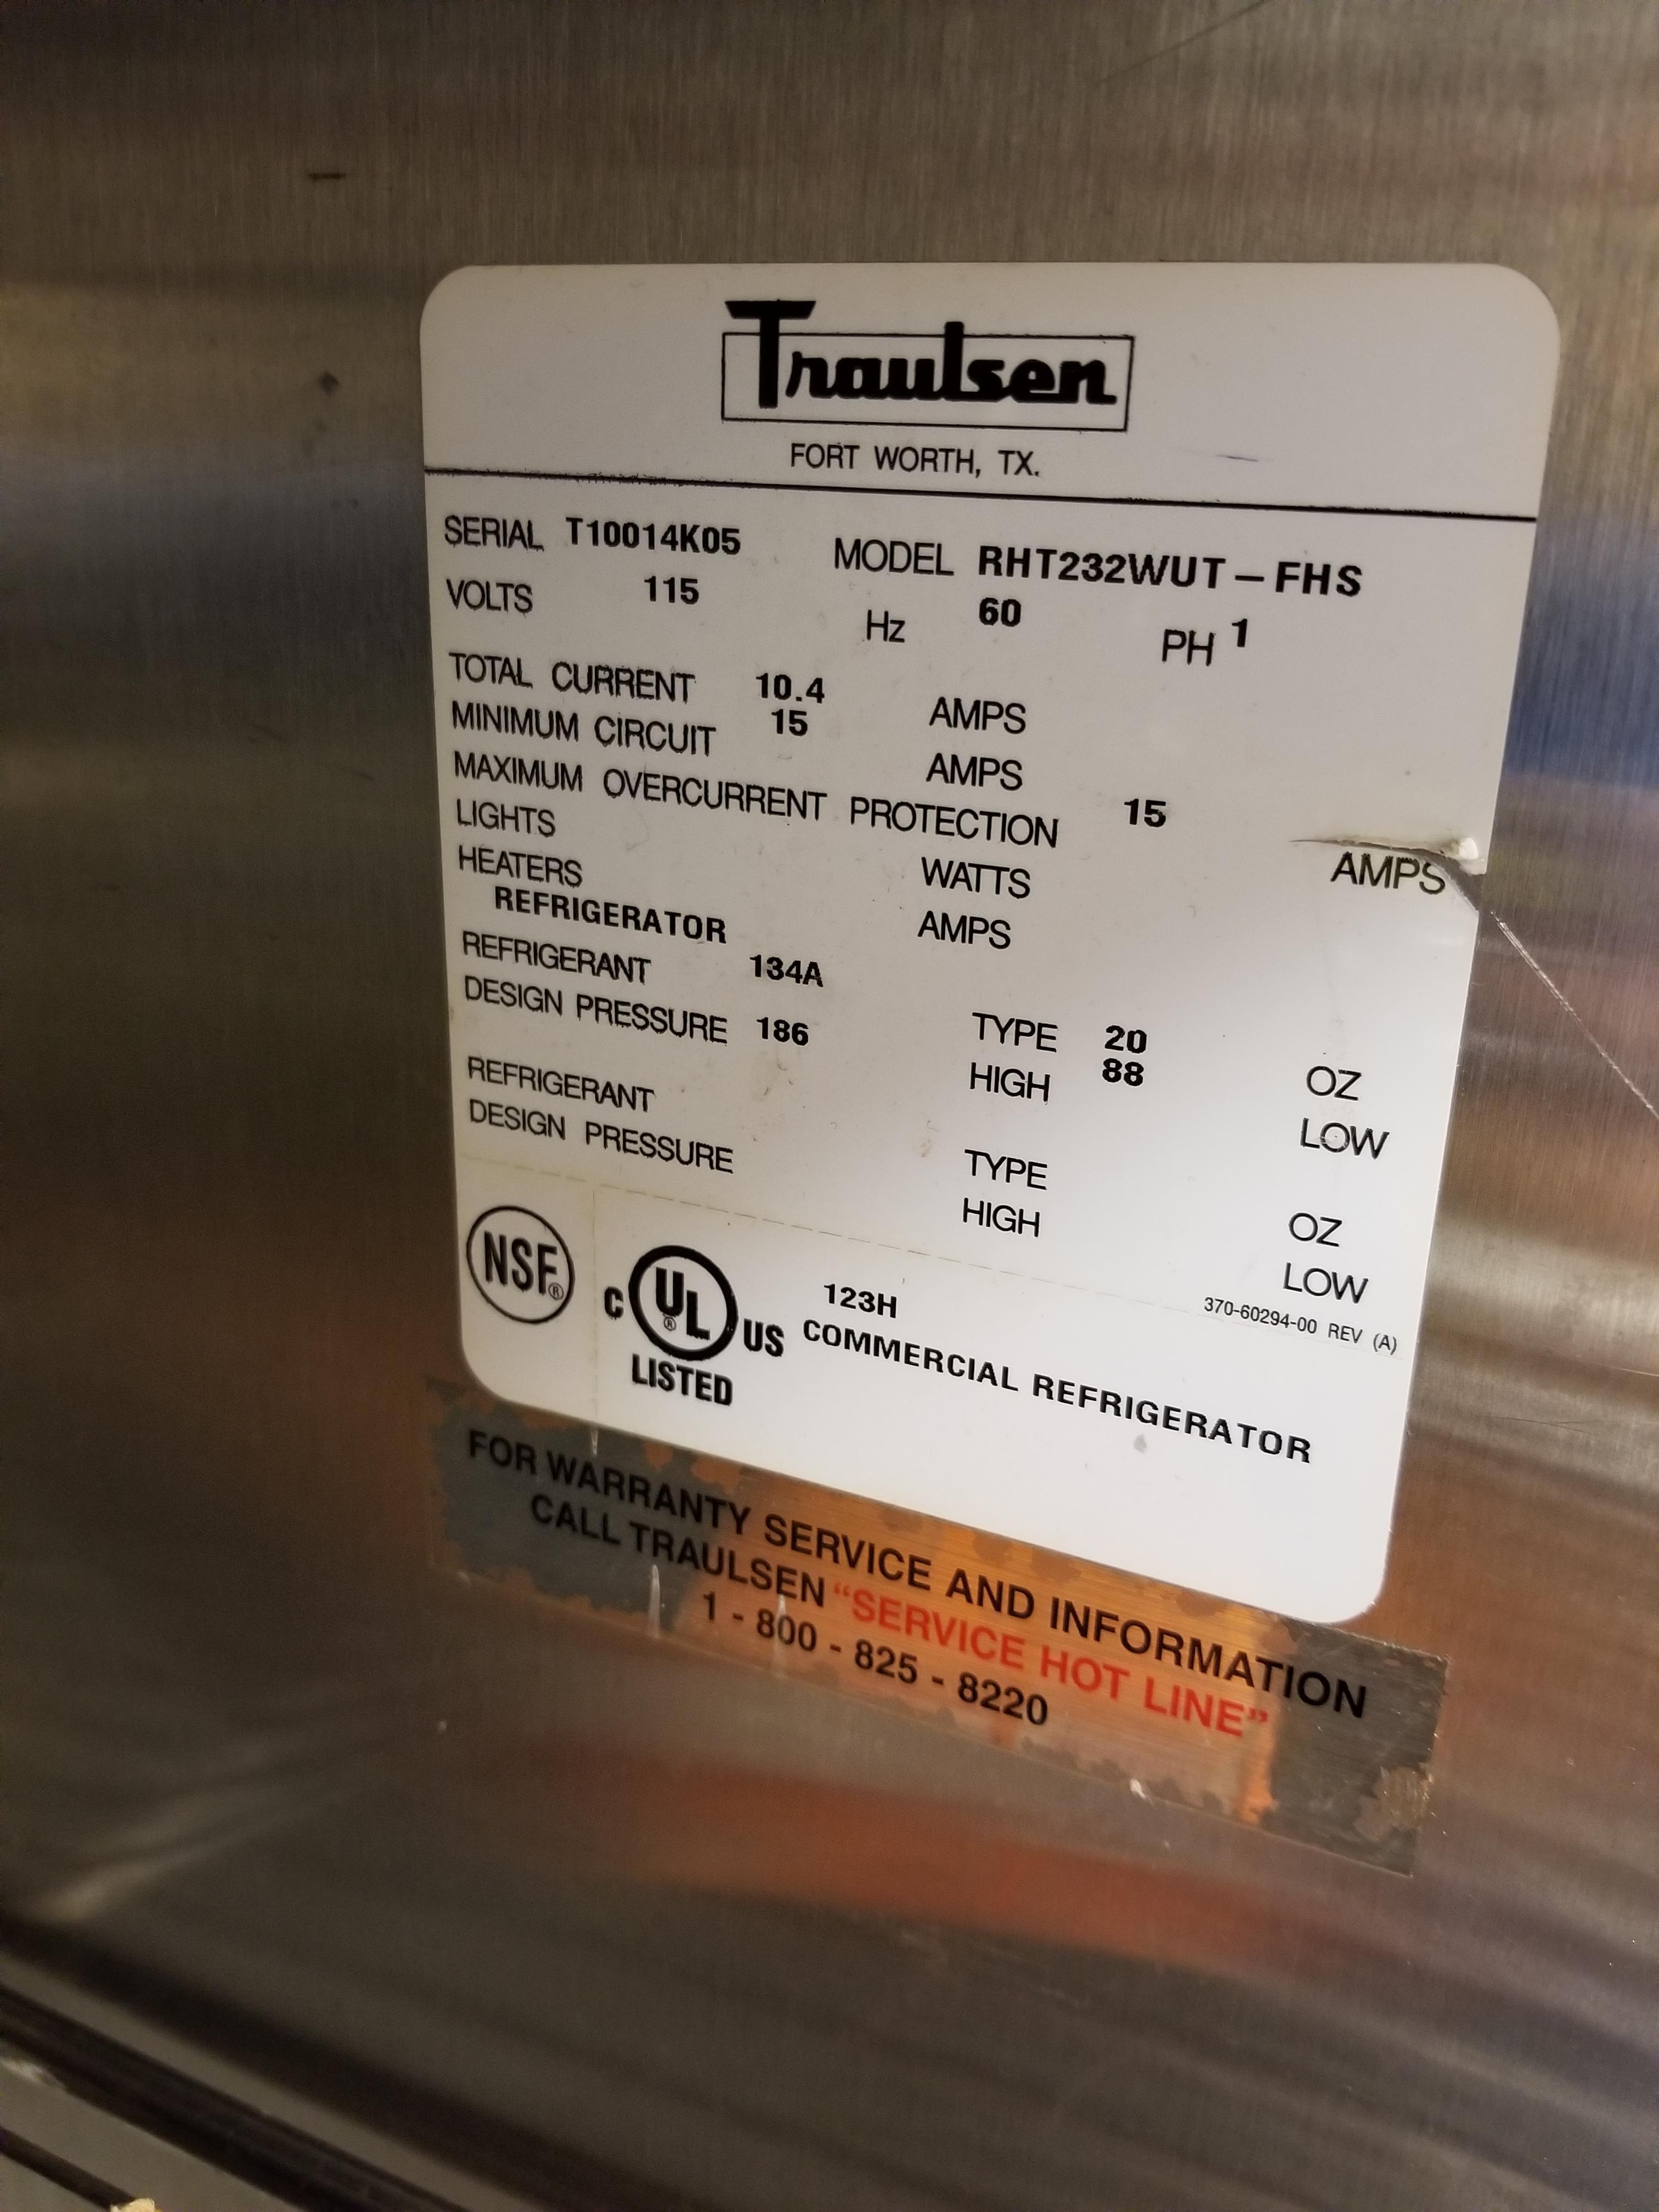 Traulsen
FORT WORTH, TX.
SERIAL T10014K05 MODEL RHT232WUT-FHS
VOLTS 115 Hz 60 PH 1
TOTAL CURRENT 10.4 AMPS
MINIMUM CIRCUIT 15 AMPS
MAXIMUM OVERCURRENT PROTECTION 15 AMPS
LIGHTS WATTS
HEATERS AMPS
REFRIGERATOR
REFRIGERANT 134A TYPE 20 OZ
DESIGN PRESSURE 186 HIGH 88 LOW
REFRIGERANT TYPE OZ
DESIGN PRESSURE HIGH LOW
370-60294-00 REV (A)
NSF®
C UL® US
LISTED
123H
COMMERCIAL REFRIGERATOR
FOR WARRANTY SERVICE AND INFORMATION
CALL TRAULSEN "SERVICE HOT LINE"
1 - 800 - 825 - 8220